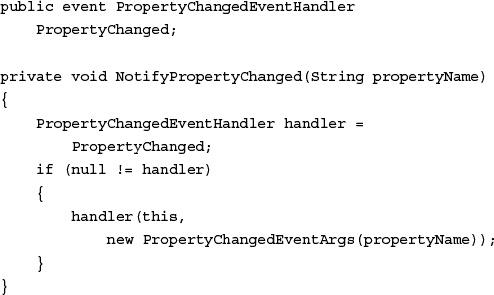 public event PropertyChangedEventHandler
    PropertyChanged;

private void NotifyPropertyChanged(String propertyName)
{
    PropertyChangedEventHandler handler =
        PropertyChanged;
    if (null != handler)
    {
        handler(this,
            new PropertyChangedEventArgs(propertyName));
    }
}